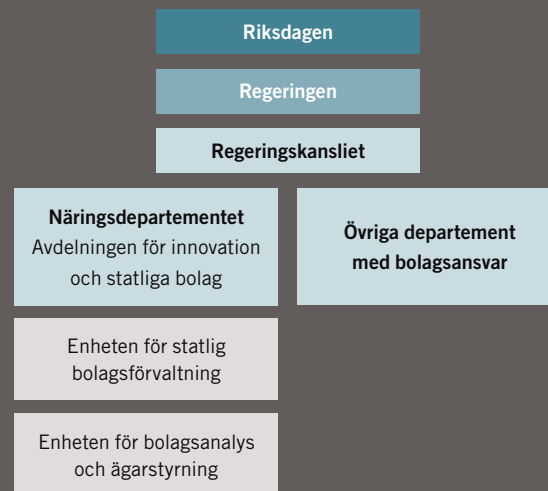 Riksdagen
Regeringen
Regeringskansliet
Näringsdepartementet
Avdelningen för innovation
och statliga bolag
Övriga departement
med bolagsansvar
Enheten för statlig
bolagsförvaltning
Enheten för bolagsanalys
och ägarstyrning